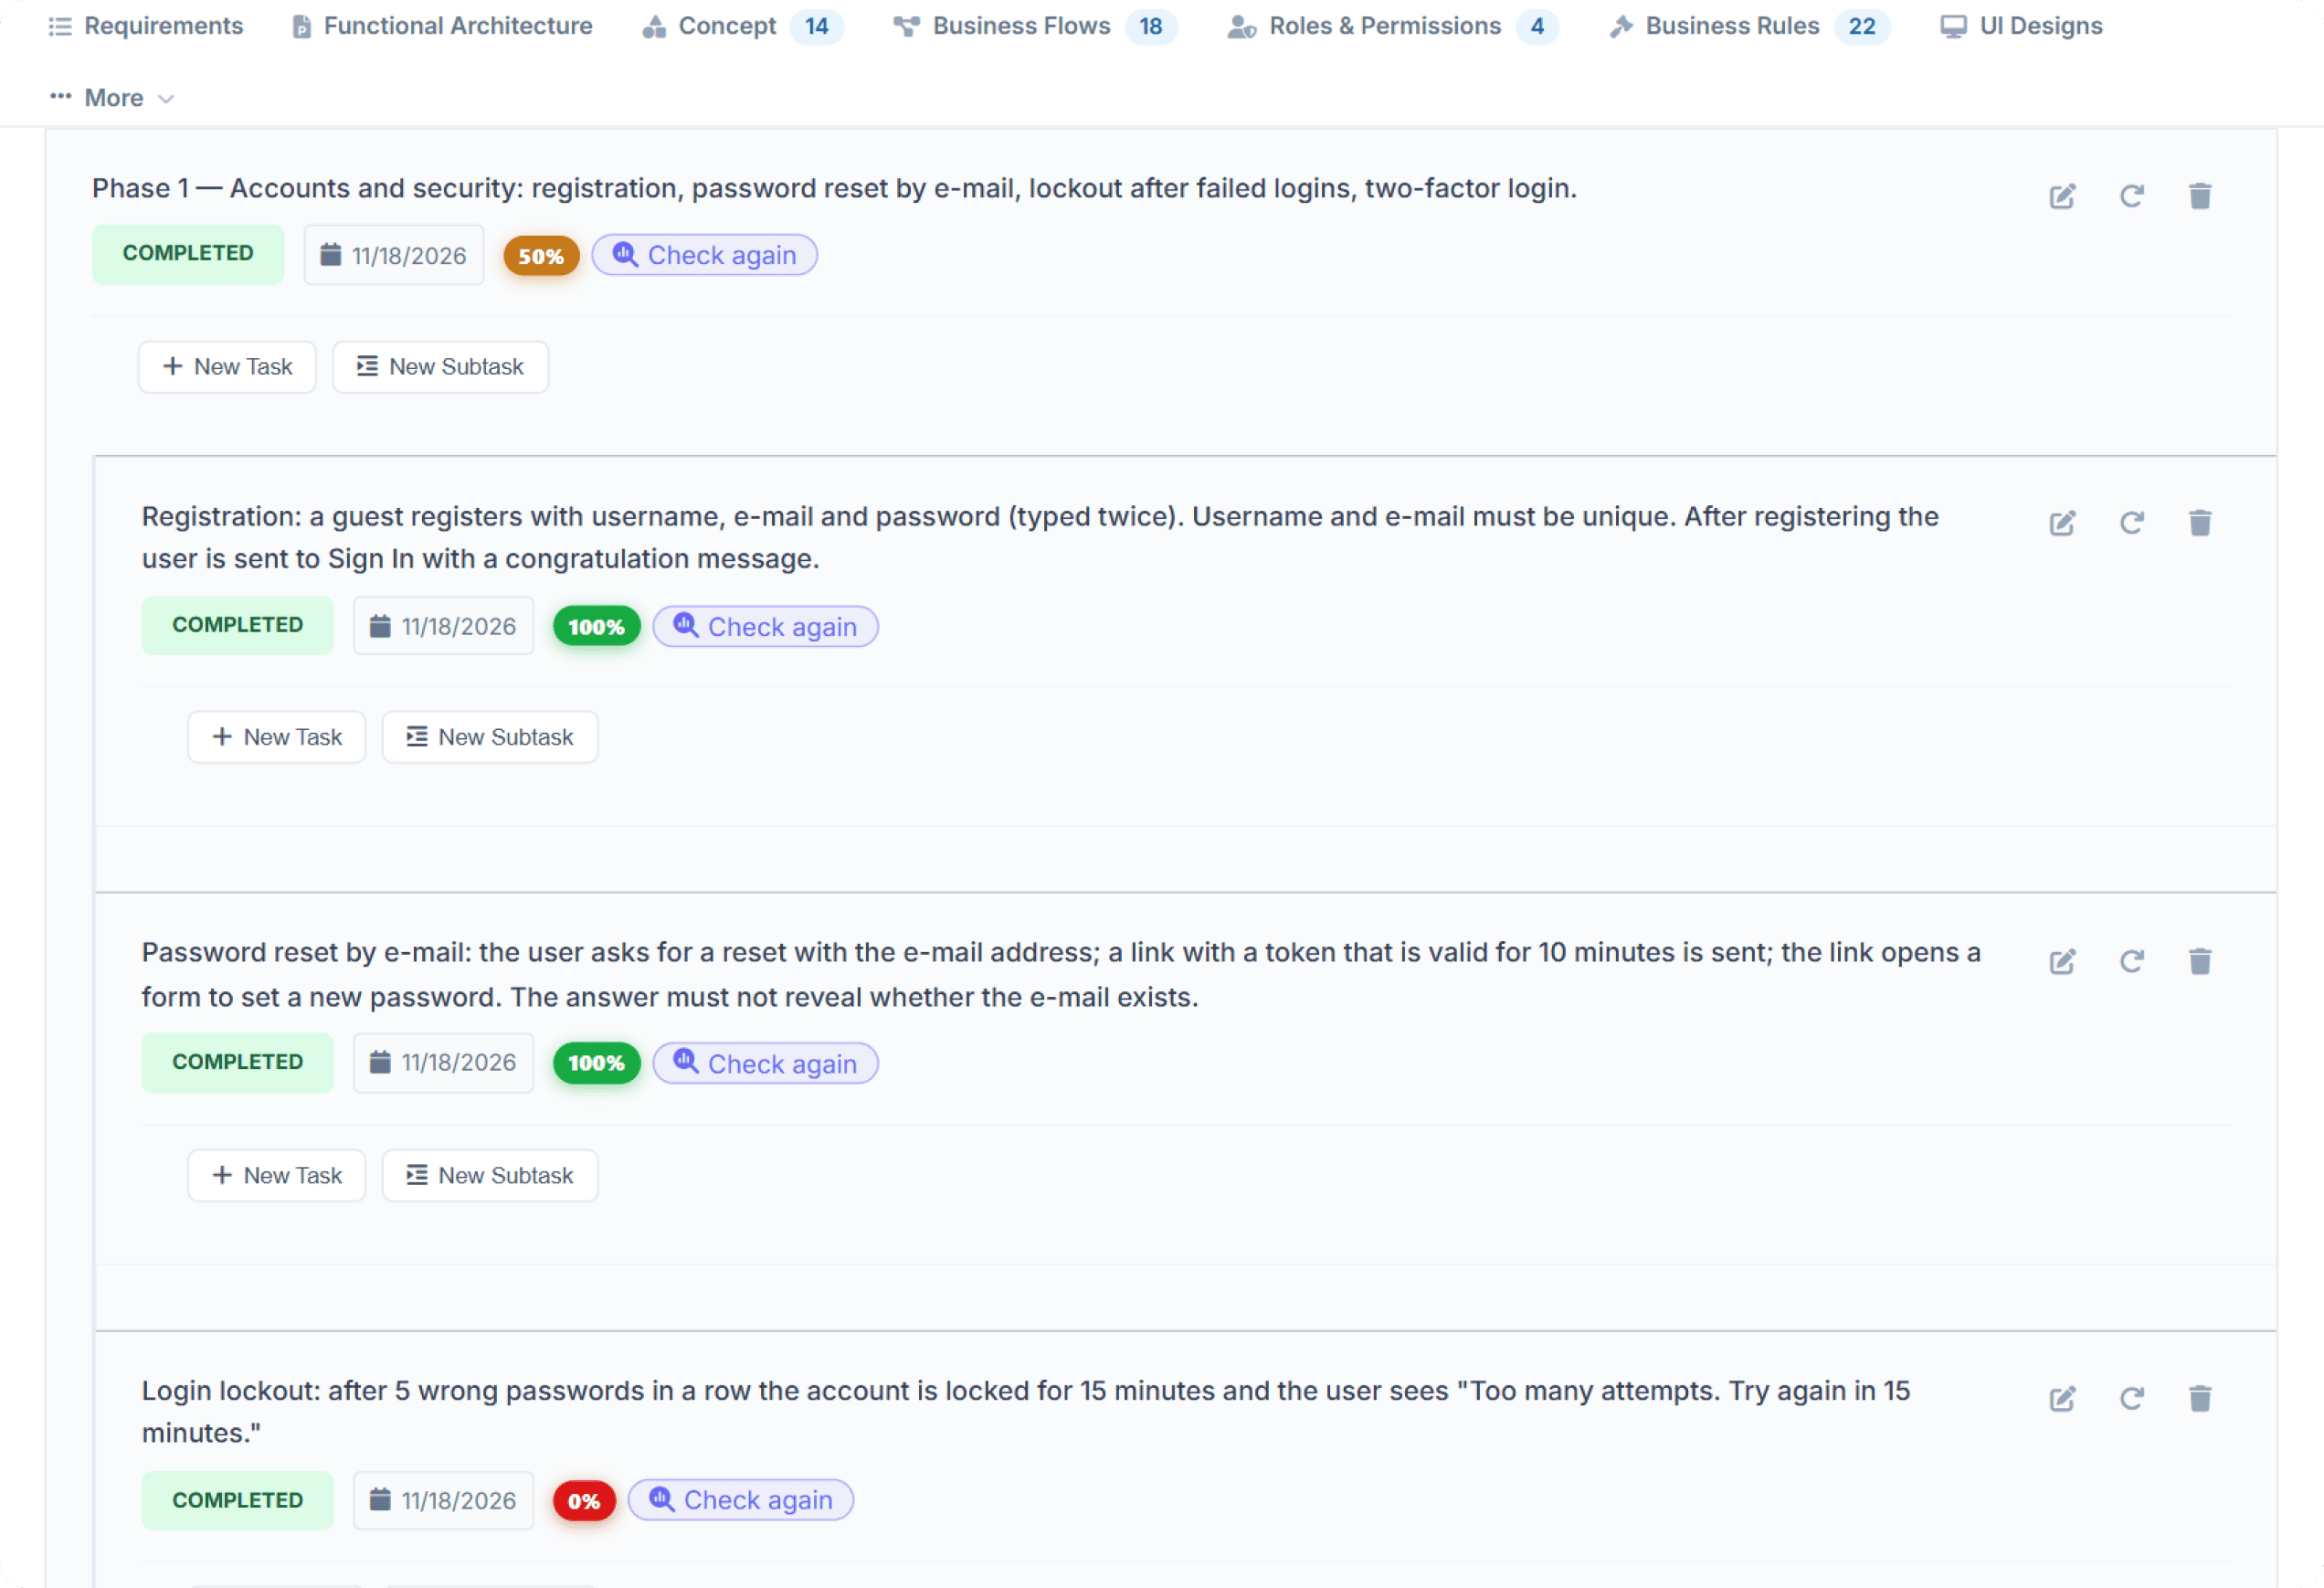 Requirements Functional Architecture Concept 14 Business Flows 18 Roles & Permissions 4 Business Rules 22 UI Designs
More
Phase 1 — Accounts and security: registration, password reset by e-mail, lockout after failed logins, two-factor login.
COMPLETED 11/18/2026 50% Check again
New Task New Subtask
Registration: a guest registers with username, e-mail and password (typed twice). Username and e-mail must be unique. After registering the
user is sent to Sign In with a congratulation message.
COMPLETED 11/18/2026 100% Check again
New Task New Subtask
Password reset by e-mail: the user asks for a reset with the e-mail address; a link with a token that is valid for 10 minutes is sent; the link opens a
form to set a new password. The answer must not reveal whether the e-mail exists.
COMPLETED 11/18/2026 100% Check again
New Task New Subtask
Login lockout: after 5 wrong passwords in a row the account is locked for 15 minutes and the user sees "Too many attempts. Try again in 15
minutes."
COMPLETED 11/18/2026 0% Check again